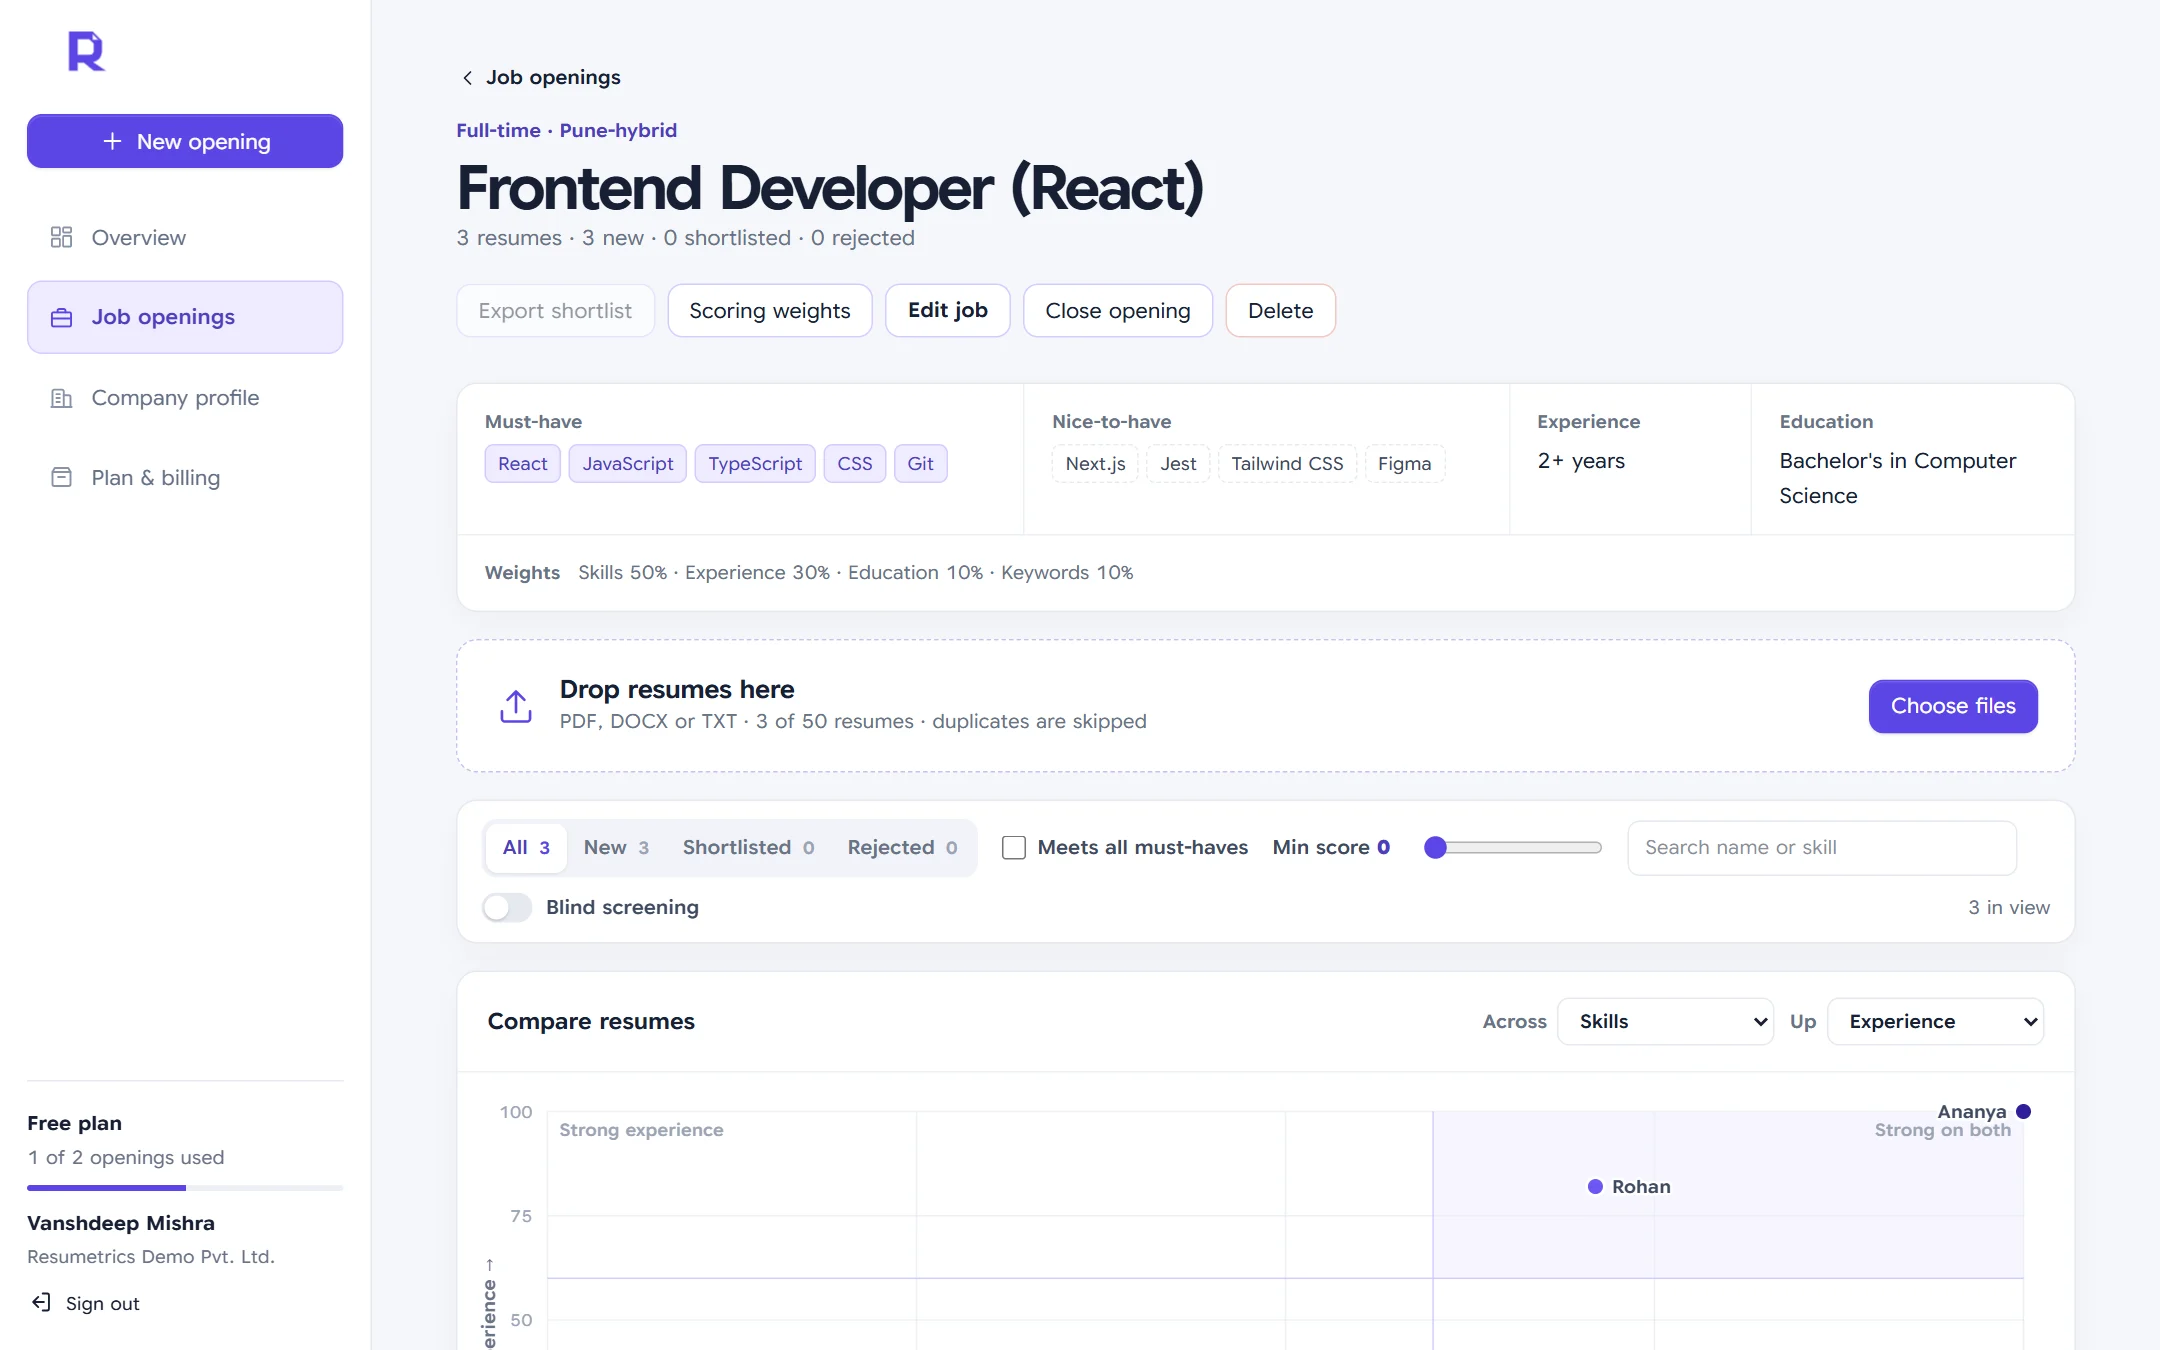 R
New opening
Overview
Job openings
Company profile
Plan & billing
Free plan
1 of 2 openings used
Vanshdeep Mishra
Resumetrics Demo Pvt. Ltd.
Sign out
Job openings
Full-time · Pune-hybrid
Frontend Developer (React)
3 resumes · 3 new · 0 shortlisted · 0 rejected
Export shortlist Scoring weights Edit job Close opening Delete
Must-have
React JavaScript TypeScript CSS Git
Nice-to-have
Next.js Jest Tailwind CSS Figma
Experience
2+ years
Education
Bachelor's in Computer
Science
Weights Skills 50% · Experience 30% · Education 10% · Keywords 10%
Drop resumes here
PDF, DOCX or TXT · 3 of 50 resumes · duplicates are skipped
Choose files
All 3 New 3 Shortlisted 0 Rejected 0 Meets all must-haves Min score 0 Search name or skill
Blind screening 3 in view
Compare resumes Across Skills Up Experience
100 Ananya
Strong experience Strong on both
Rohan
75
50